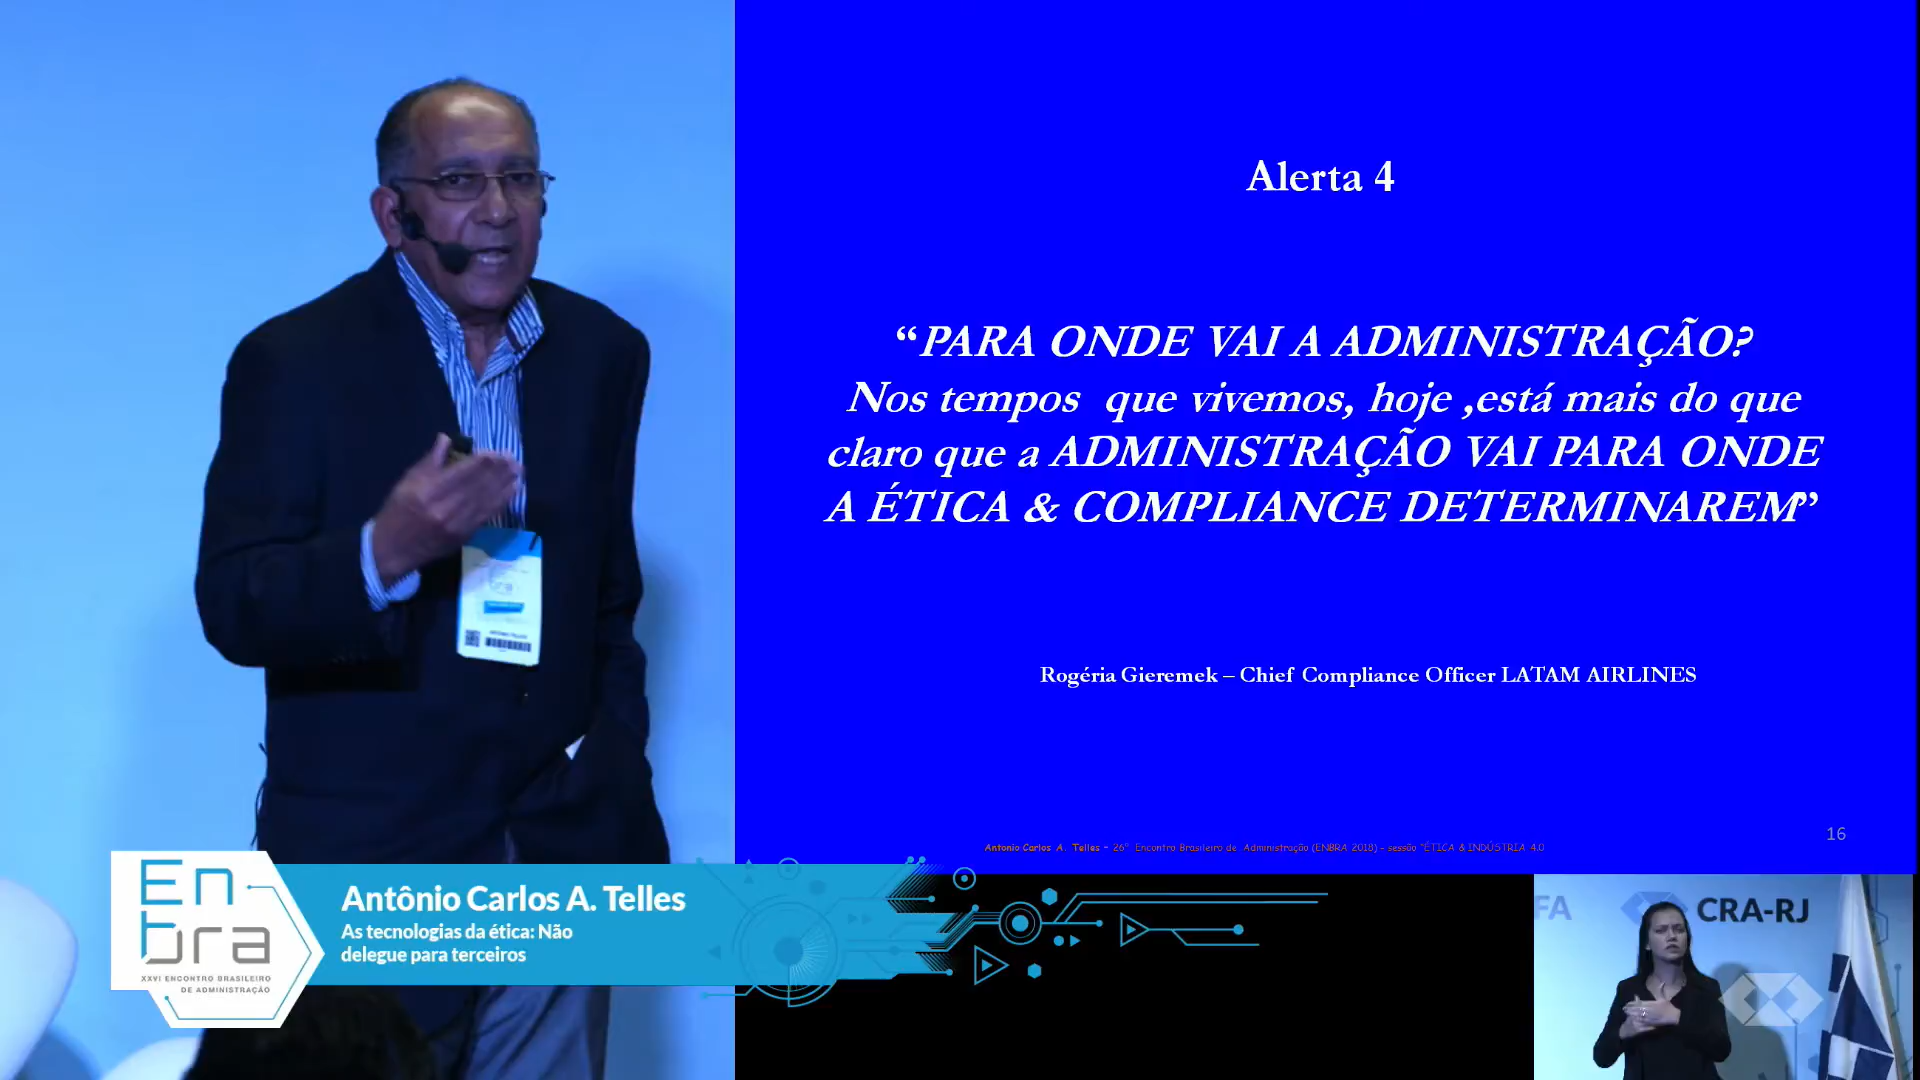 Alerta 4
“PARA ONDE VAI A ADMINISTRAÇÃO?
Nos tempos que vivemos, hoje ,está mais do que
claro que a ADMINISTRAÇÃO VAI PARA ONDE
A ÉTICA & COMPLIANCE DETERMINAREM”
Rogéria Gieremek – Chief Compliance Officer LATAM AIRLINES
16
Antonio Carlos A. Telles – 26º Encontro Brasileiro de Administração (ENBRA 2018) – sessão “ÉTICA & INDÚSTRIA 4.0
En
bra
XXVI ENCONTRO BRASILEIRO
DE ADMINISTRAÇÃO
Antônio Carlos A. Telles
As tecnologias da ética: Não
delegue para terceiros
FA
CRA-RJ